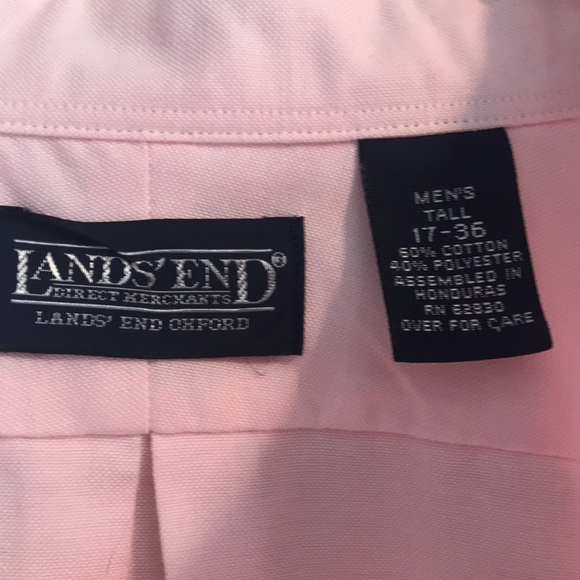 LANDS' END®
DIRECT MERCHANTS
LANDS' END OXFORD
MEN'S
TALL
17-36
60% COTTON
40% POLYESTER
ASSEMBLED IN
HONDURAS
RN 62830
OVER FOR CARE